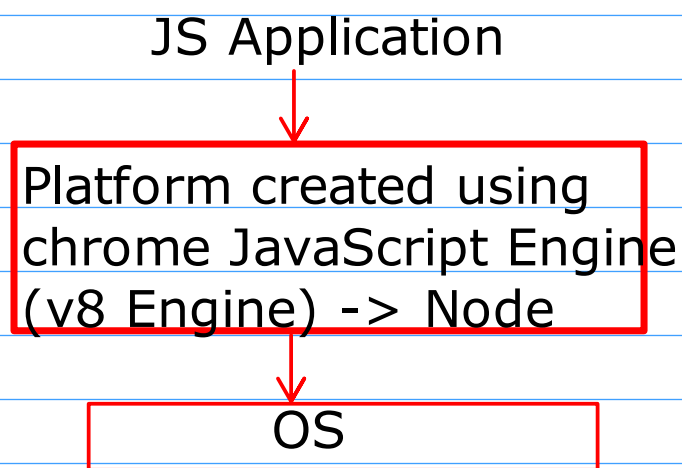 JS Application
Platform created using
chrome JavaScript Engine
(v8 Engine) -> Node
OS